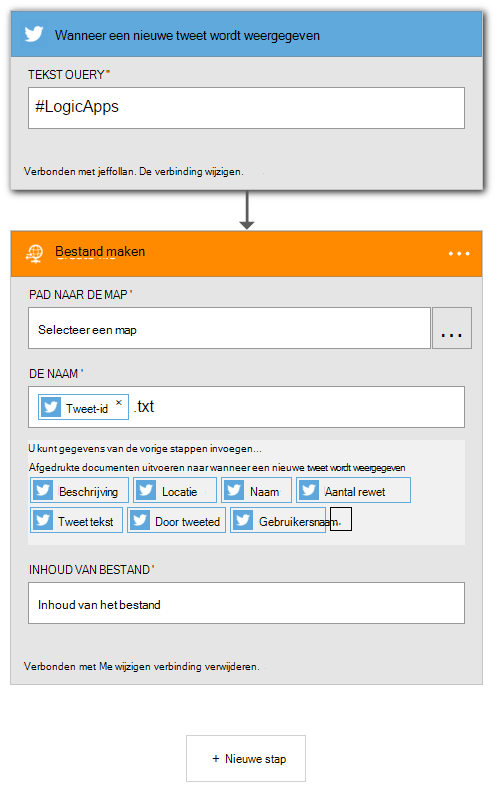 Wanneer een nieuwe tweet wordt weergegeven
TEKST QUERY *
#LogicApps
Verbonden met jeffollan. De verbinding wijzigen.
Bestand maken
...
PAD NAAR DE MAP *
Selecteer een map
...
DE NAAM *
Tweet-id × .txt
U kunt gegevens van de vorige stappen invoegen...
Afgedrukte documenten uitvoeren naar wanneer een nieuwe tweet wordt weergegeven
Beschrijving Locatie Naam Aantal rewet
Tweet tekst Door tweeted Gebruikersnaam .
INHOUD VAN BESTAND *
Inhoud van het bestand
Verbonden met Me wijzigen verbinding verwijderen.
+ Nieuwe stap